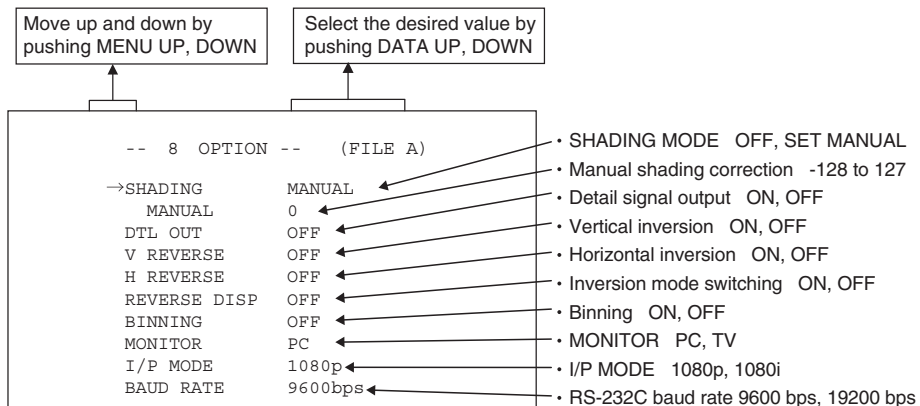 Move up and down by
pushing MENU UP, DOWN
Select the desired value by
pushing DATA UP, DOWN
-- 8 OPTION -- (FILE A)
→SHADING MANUAL
MANUAL 0
DTL OUT OFF
V REVERSE OFF
H REVERSE OFF
REVERSE DISP OFF
BINNING OFF
MONITOR PC
I/P MODE 1080p
BAUD RATE 9600bps
・SHADING MODE OFF, SET MANUAL
・Manual shading correction -128 to 127
・Detail signal output ON, OFF
・Vertical inversion ON, OFF
・Horizontal inversion ON, OFF
・Inversion mode switching ON, OFF
・Binning ON, OFF
・MONITOR PC, TV
・I/P MODE 1080p, 1080i
・RS-232C baud rate 9600 bps, 19200 bps